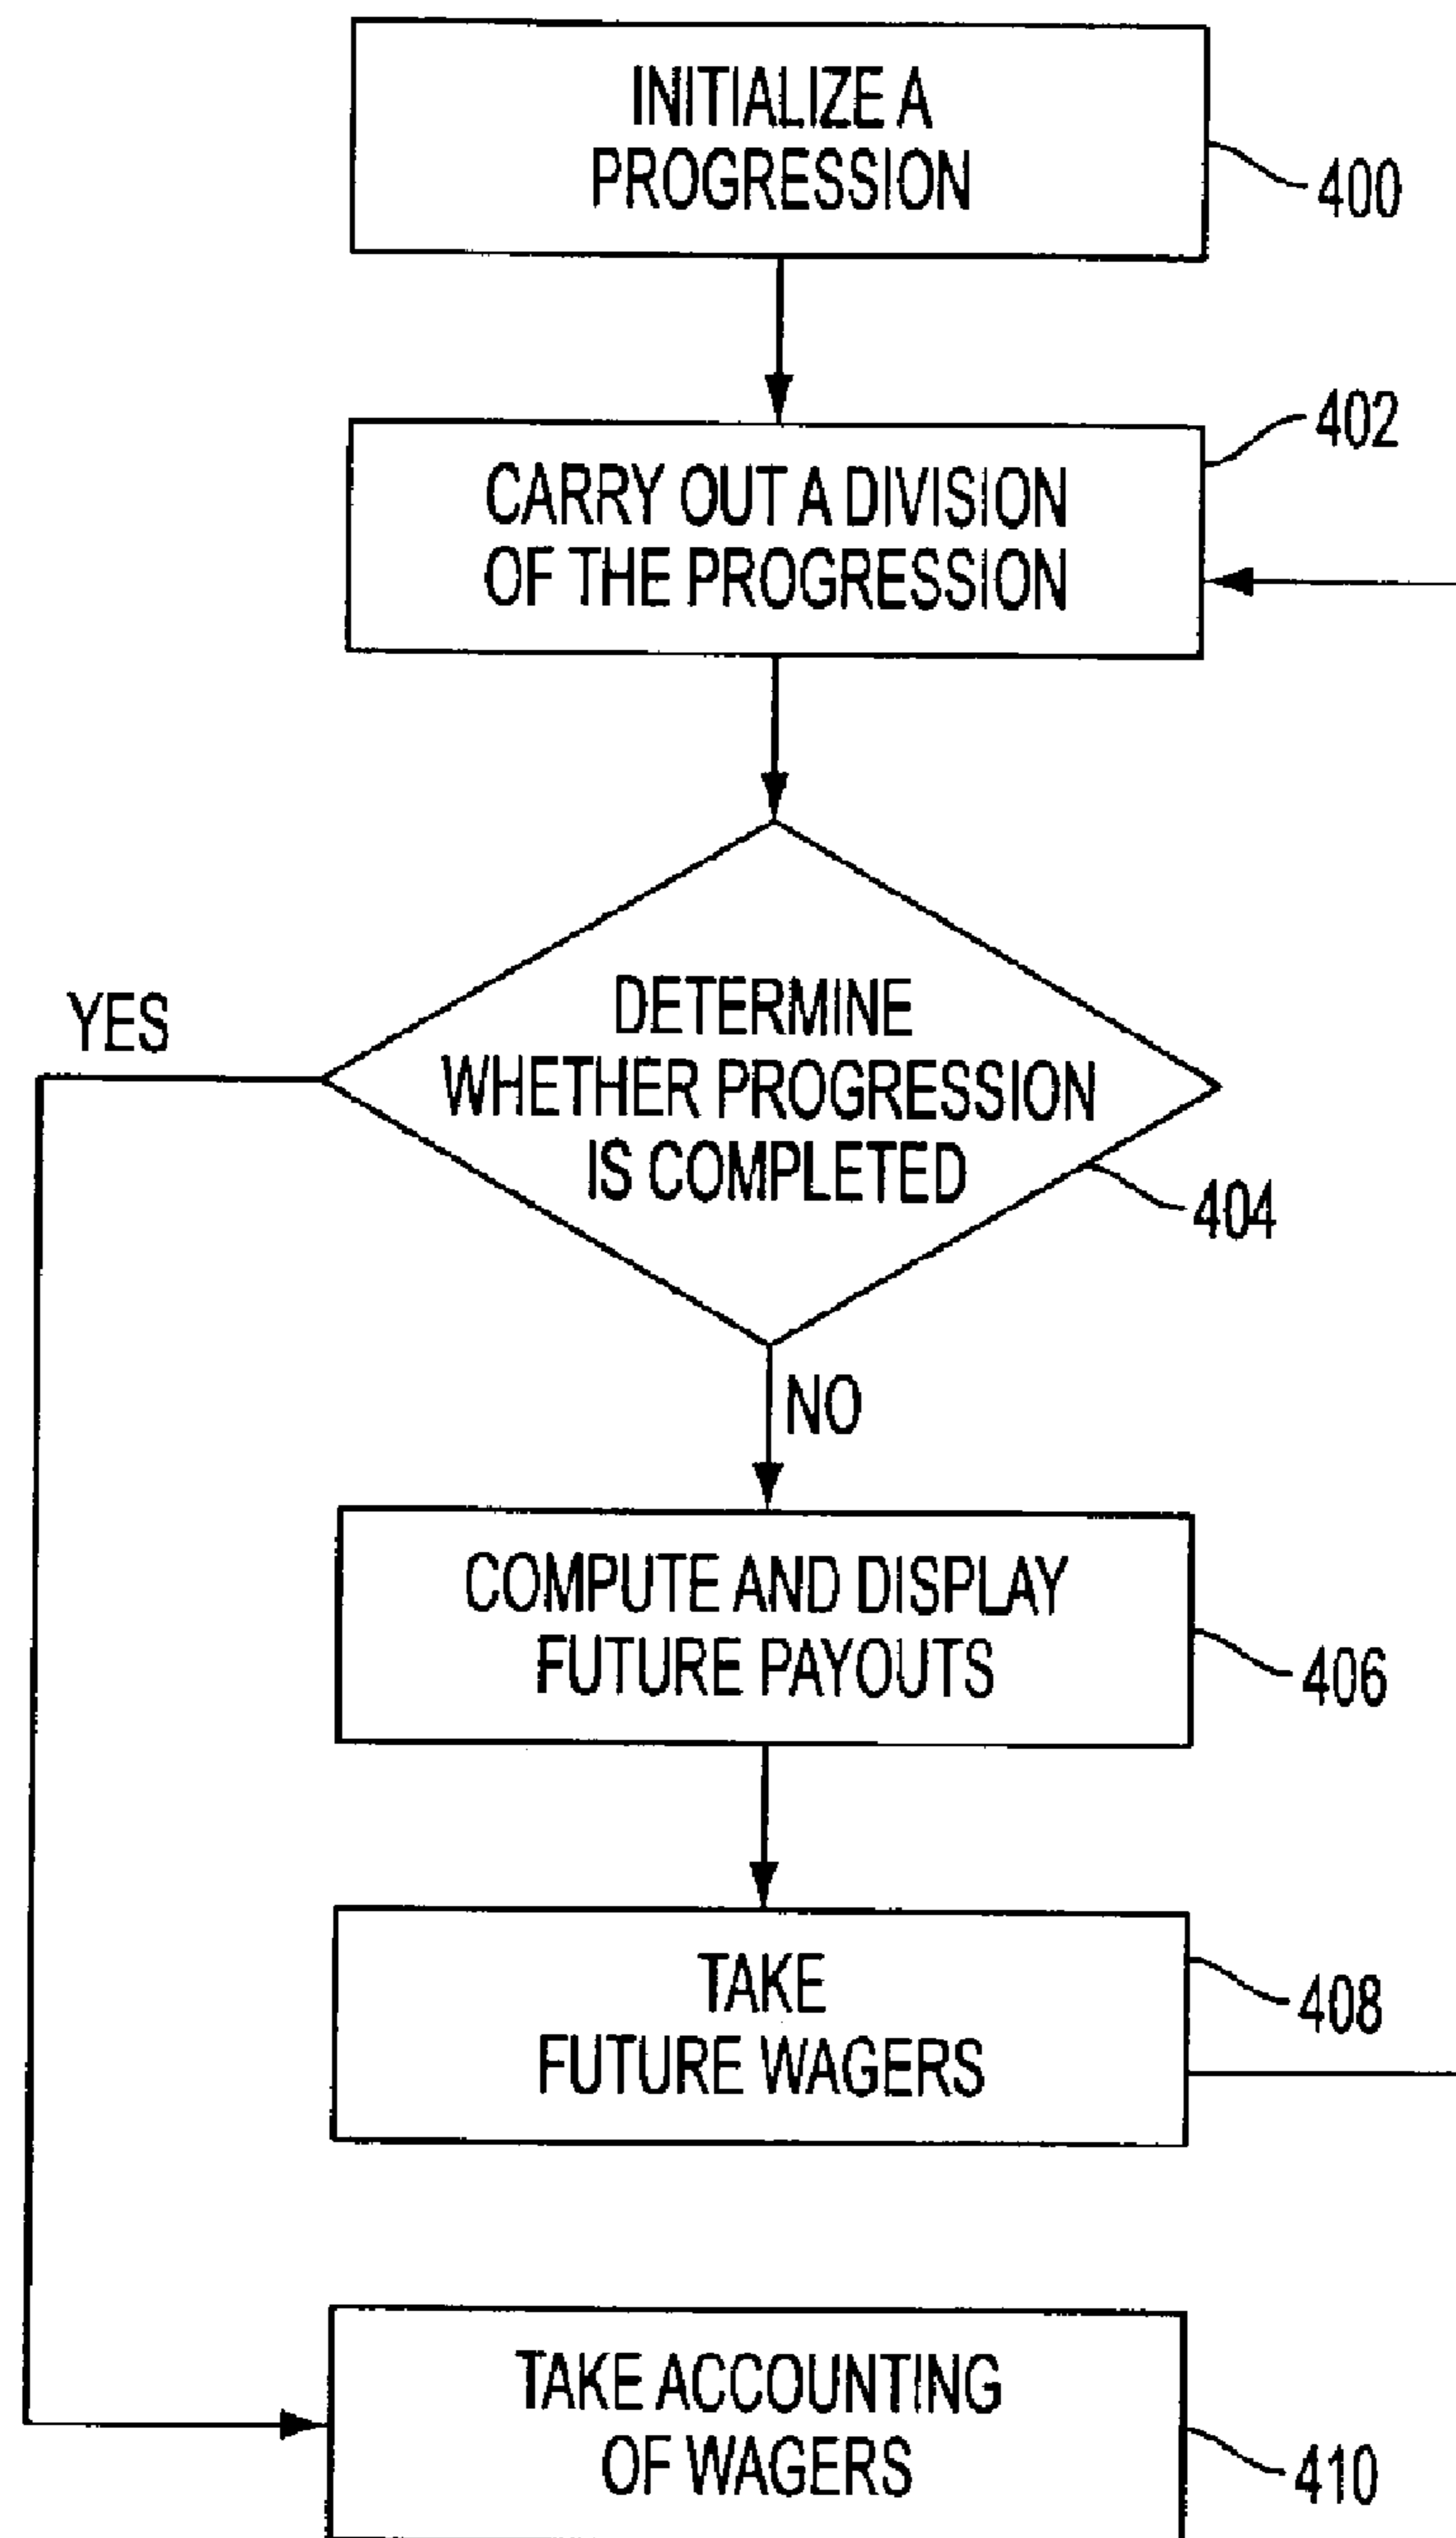 INITIALIZE A
PROGRESSION
400
402
CARRY OUT A DIVISION
OF THE PROGRESSION
YES
DETERMINE
WHETHER PROGRESSION
IS COMPLETED
404
NO
COMPUTE AND DISPLAY
FUTURE PAYOUTS
406
TAKE
FUTURE WAGERS
408
TAKE ACCOUNTING
OF WAGERS
410